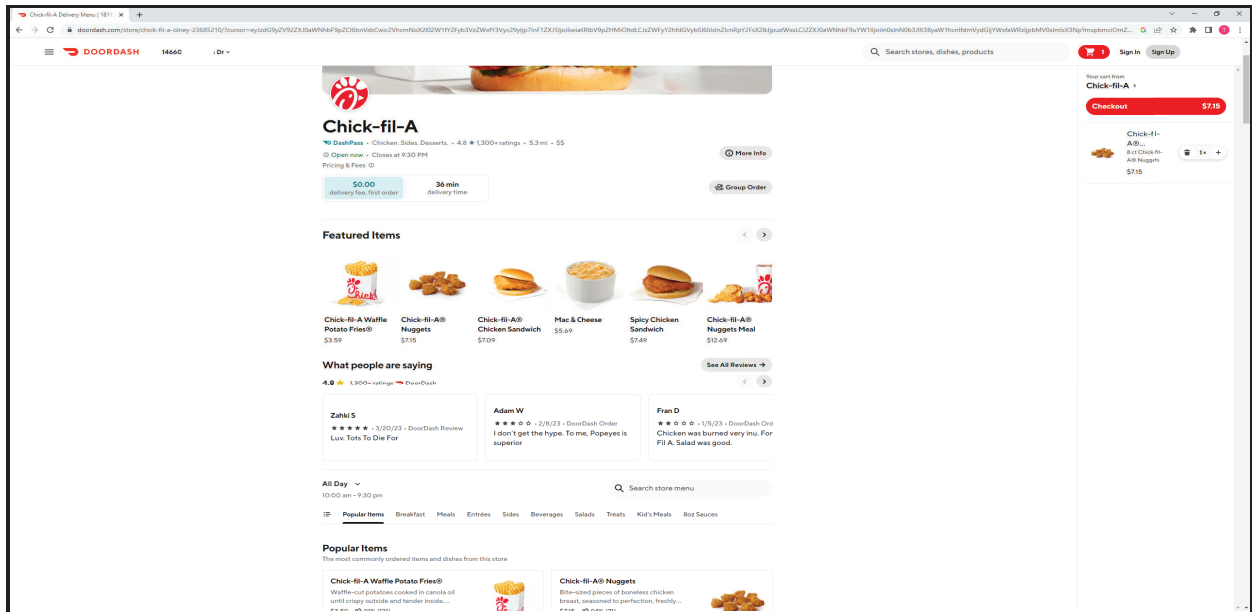 Chick-fil-A Delivery Menu | 1811
doordash.com/store/chick-fil-a-olney-23685210/
DOORDASH
14660
Dr
Search stores, dishes, products
1
Sign In
Sign Up
Your cart from
Chick-fil-A
Checkout $7.15
Chick-fil-
A®...
8 ct Chick-fil-
A® Nuggets
$7.15
1×
Chick-fil-A
DashPass • Chicken. Sides. Desserts. • 4.8 ★ 1,300+ ratings • 5.3 mi • $$
Open now • Closes at 9:30 PM
Pricing & Fees
More Info
$0.00
delivery fee, first order
36 min
delivery time
Group Order
Featured Items
Chick-fil-A Waffle
Potato Fries®
$3.59
Chick-fil-A®
Nuggets
$7.15
Chick-fil-A®
Chicken Sandwich
$7.09
Mac & Cheese
$5.69
Spicy Chicken
Sandwich
$7.49
Chick-fil-A®
Nuggets Meal
$12.69
What people are saying
See All Reviews
4.8 ★ 1,300+ ratings DoorDash
Zahki S
• 3/20/23 • DoorDash Review
Luv. Tots To Die For
Adam W
• 2/8/23 • DoorDash Order
I don't get the hype. To me, Popeyes is
superior
Fran D
• 1/5/23 • DoorDash Ord
Chicken was burned very inu. For
Fil A. Salad was good.
All Day
10:00 am - 9:30 pm
Search store menu
Popular Items
Breakfast
Meals
Entrées
Sides
Beverages
Salads
Treats
Kid's Meals
8oz Sauces
Popular Items
The most commonly ordered items and dishes from this store
Chick-fil-A Waffle Potato Fries®
Waffle-cut potatoes cooked in canola oil
until crispy outside and tender inside....
Chick-fil-A® Nuggets
Bite-sized pieces of boneless chicken
breast, seasoned to perfection, freshly...